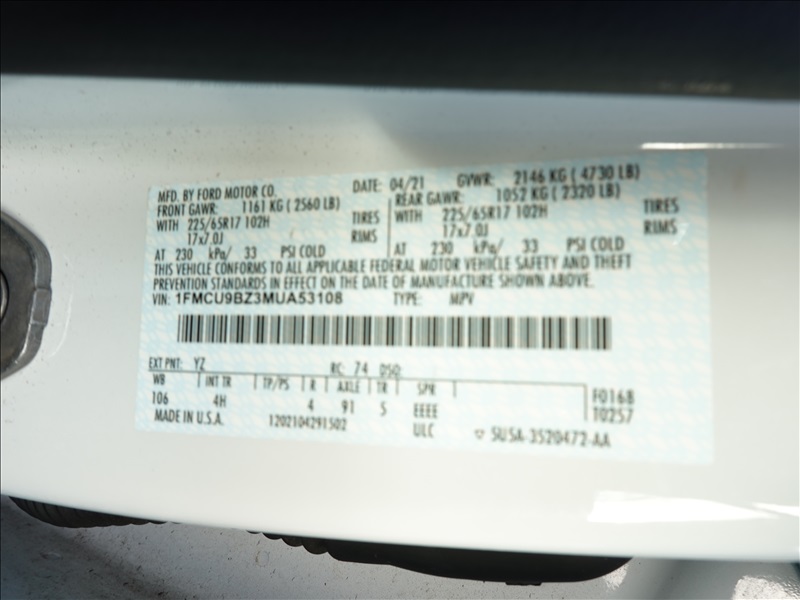 MFD. BY FORD MOTOR CO. DATE: 04/21 GVWR: 2146 KG ( 4730 LB)
FRONT GAWR: 1161 KG ( 2560 LB) REAR GAWR: 1052 KG ( 2320 LB)
WITH 225/65R17 102H TIRES WITH 225/65R17 102H TIRES
17x7.0J RIMS 17x7.0J RIMS
AT 230 kPa/ 33 PSI COLD AT 230 kPa/ 33 PSI COLD
THIS VEHICLE CONFORMS TO ALL APPLICABLE FEDERAL MOTOR VEHICLE SAFETY AND THEFT
PREVENTION STANDARDS IN EFFECT ON THE DATE OF MANUFACTURE SHOWN ABOVE.
VIN: 1FMCU9BZ3MUA53108 TYPE: MPV
EXT PNT: YZ RC: 74 DSO:
WB INT TR TP/PS R AXLE TR SPR F0168
106 4H 4 91 5 EEEE T0257
MADE IN U.S.A. 1202104291502 ULC 5U5A-3520472-AA